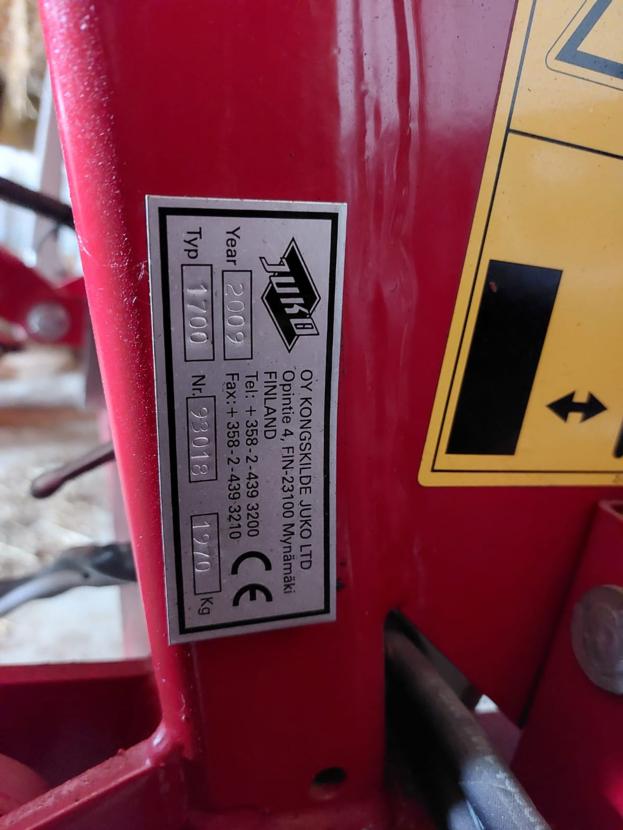 JUKO
OY KONGSKILDE JUKO LTD
Opintie 4, FIN-23100 Mynämäki
FINLAND
Tel: + 358-2-439 3200
Fax: + 358-2-439 3210
CE
Year 2009
Typ 1700 Nr. 93018 1270 Kg